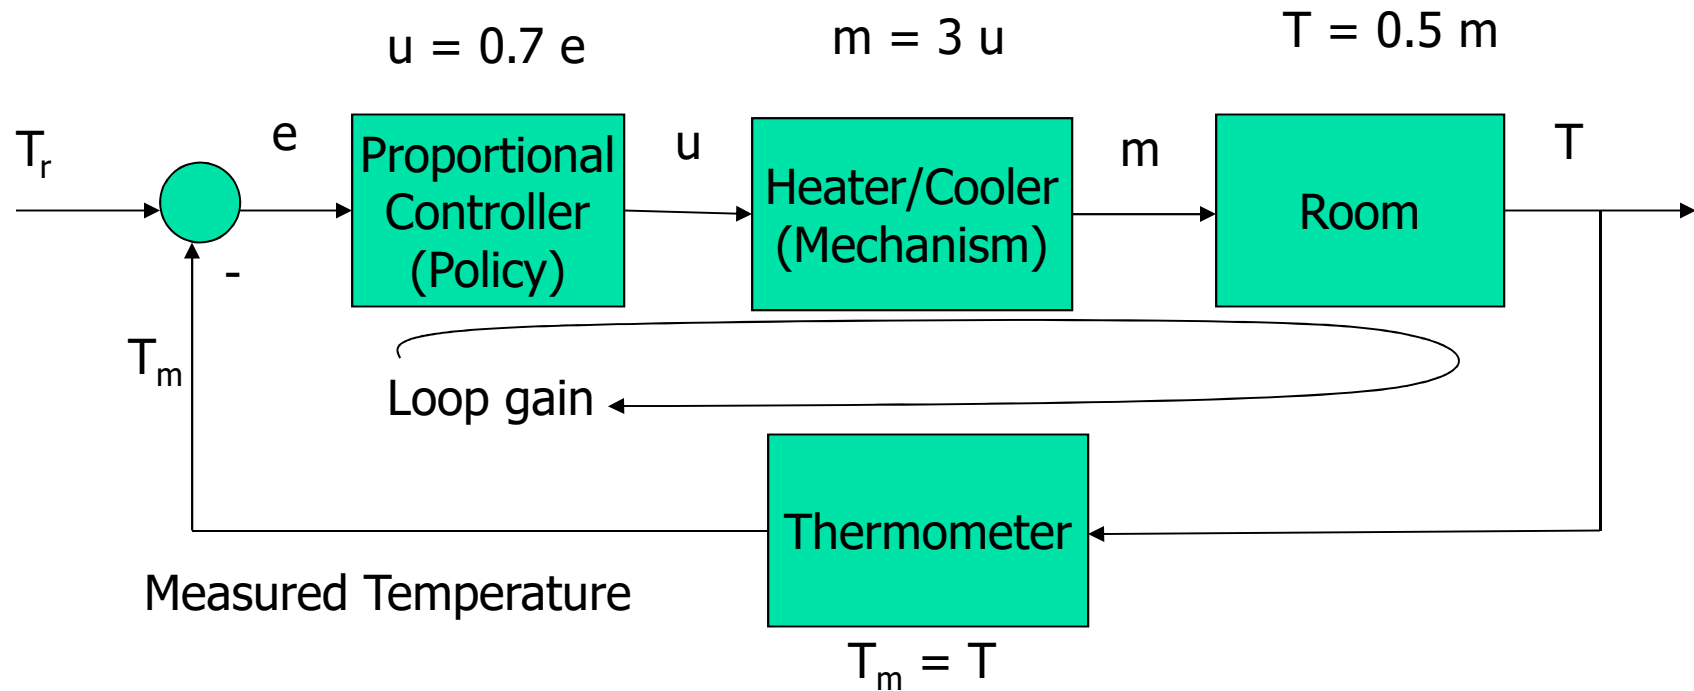 u = 0.7 e
m = 3 u
T = 0.5 m
Tr
e
Proportional
Controller
(Policy)
u
Heater/Cooler
(Mechanism)
m
Room
T
-
Tm
Loop gain
Thermometer
Measured Temperature
Tm = T